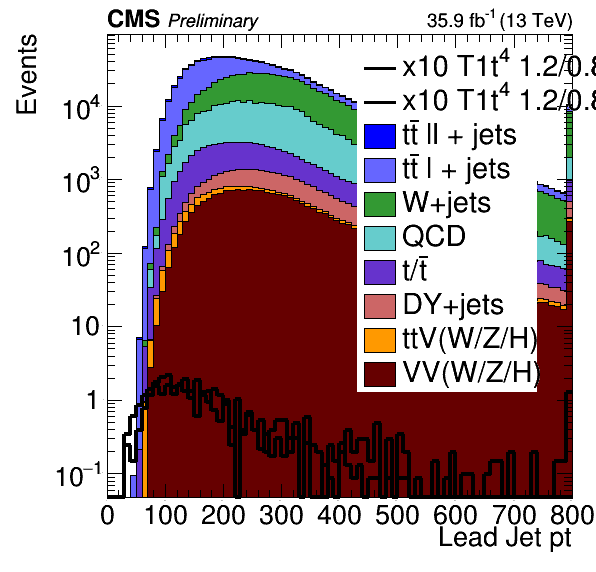 CMS Preliminary 35.9 fb⁻¹ (13 TeV)
Events
x10 T1t⁴ 1.2/0.8
x10 T1t⁴ 1.2/0.8
tt̄ ll + jets
tt̄ l + jets
W+jets
QCD
t/t̄
DY+jets
ttV(W/Z/H)
VV(W/Z/H)
10⁴
10³
10²
10
1
10⁻¹
0 100 200 300 400 500 600 700 800
Lead Jet pt